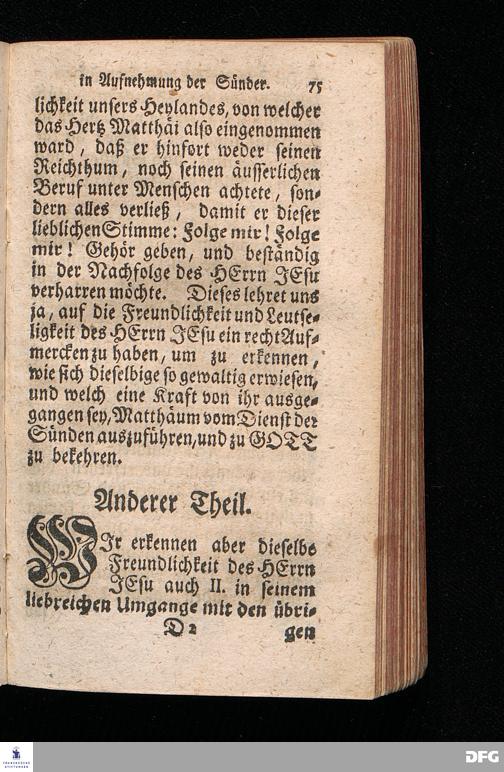 in Aufnehmung der Sünder. 75
lichkeit unsers Heylandes, von welcher
das Hertz Matthäi also eingenommen
ward, daß er hinfort weder seinen
Reichthum, noch seinen äusserlichen
Beruf unter Menschen achtete, son-
dern alles verließ, damit er dieser
lieblichen Stimme: Folge mir! Folge
mir! Gehör geben, und beständig
in der Nachfolge des HErrn JEsu
verharren möchte. Dieses lehret uns
ja, auf die Freundlichkeit und Leutse-
ligkeit des HErrn JEsu ein recht Auf-
mercken zu haben, um zu erkennen,
wie sich dieselbige so gewaltig erwiesen,
und welch eine Kraft von ihr ausge-
gangen sey, Matthäum vom Dienst der
Sünden auszuführen, und zu GOTT
zu bekehren.
Anderer Theil.
WIr erkennen aber dieselbe
Freundlichkeit des HErrn
JEsu auch II. in seinem
liebreichen Umgange mit den übri-
D 2 gen
FRANCKESCHE
STIFTUNGEN
DFG